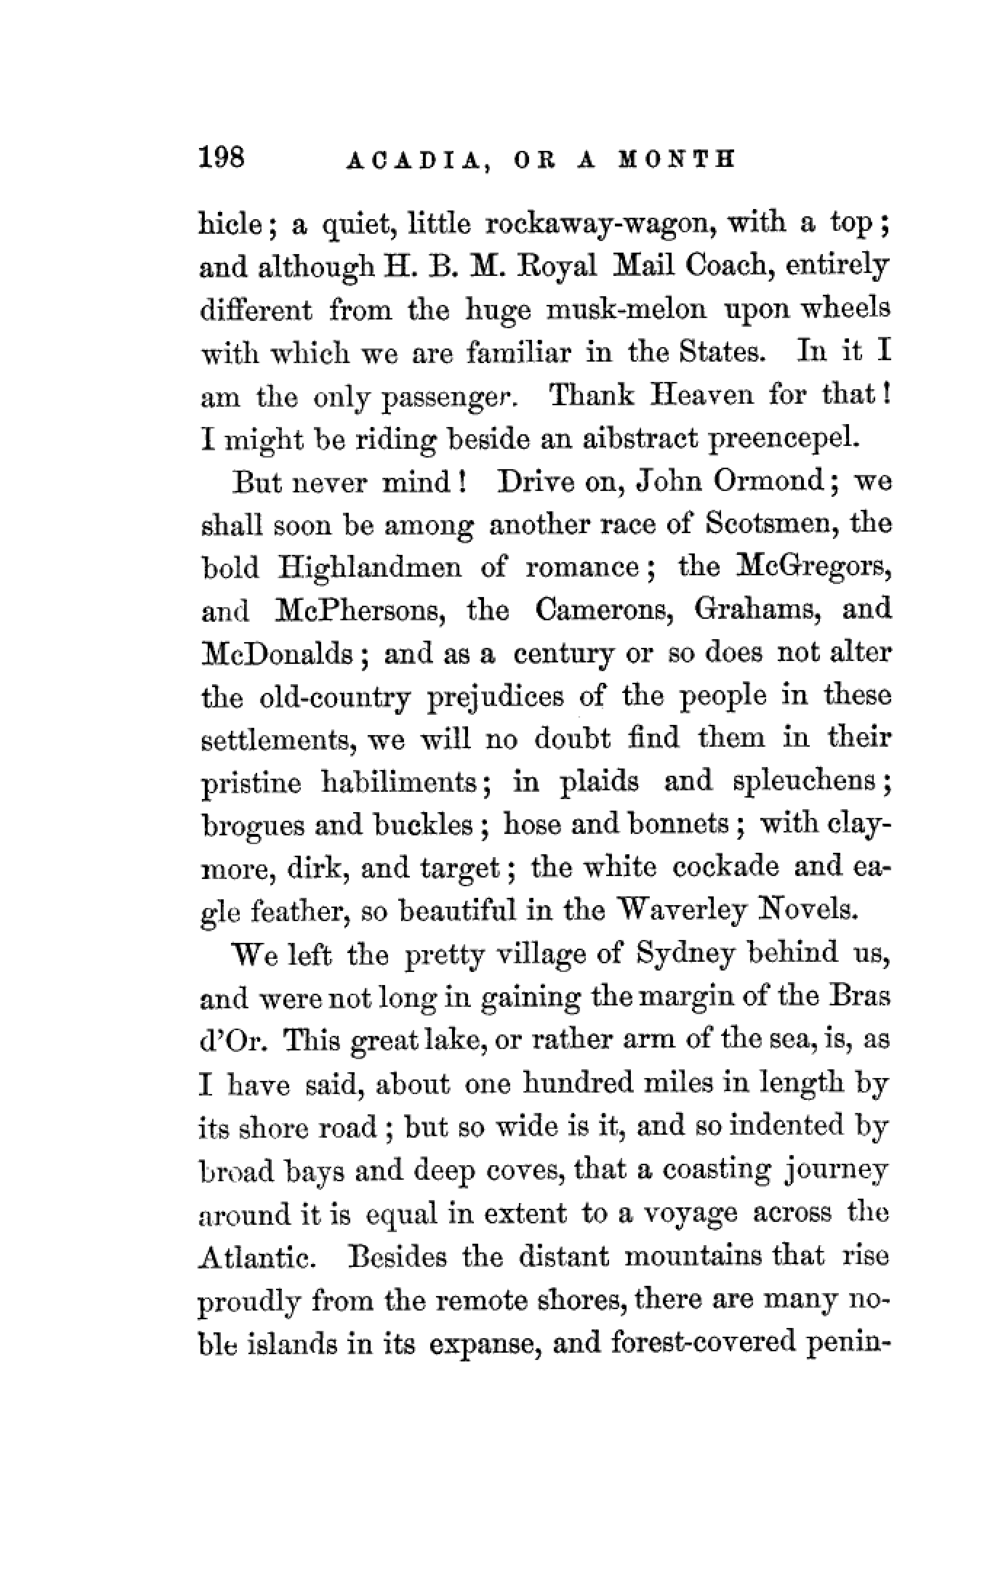 198 ACADIA, OR A MONTH
hicle; a quiet, little rockaway-wagon, with a top;
and although H. B. M. Royal Mail Coach, entirely
different from the huge musk-melon upon wheels
with which we are familiar in the States. In it I
am the only passenger. Thank Heaven for that!
I might be riding beside an aibstract preencepel.
But never mind! Drive on, John Ormond; we
shall soon be among another race of Scotsmen, the
bold Highlandmen of romance; the McGregors,
and McPhersons, the Camerons, Grahams, and
McDonalds; and as a century or so does not alter
the old-country prejudices of the people in these
settlements, we will no doubt find them in their
pristine habiliments; in plaids and spleuchens;
brogues and buckles; hose and bonnets; with clay-
more, dirk, and target; the white cockade and ea-
gle feather, so beautiful in the Waverley Novels.
We left the pretty village of Sydney behind us,
and were not long in gaining the margin of the Bras
d'Or. This great lake, or rather arm of the sea, is, as
I have said, about one hundred miles in length by
its shore road; but so wide is it, and so indented by
broad bays and deep coves, that a coasting journey
around it is equal in extent to a voyage across the
Atlantic. Besides the distant mountains that rise
proudly from the remote shores, there are many no-
ble islands in its expanse, and forest-covered penin-